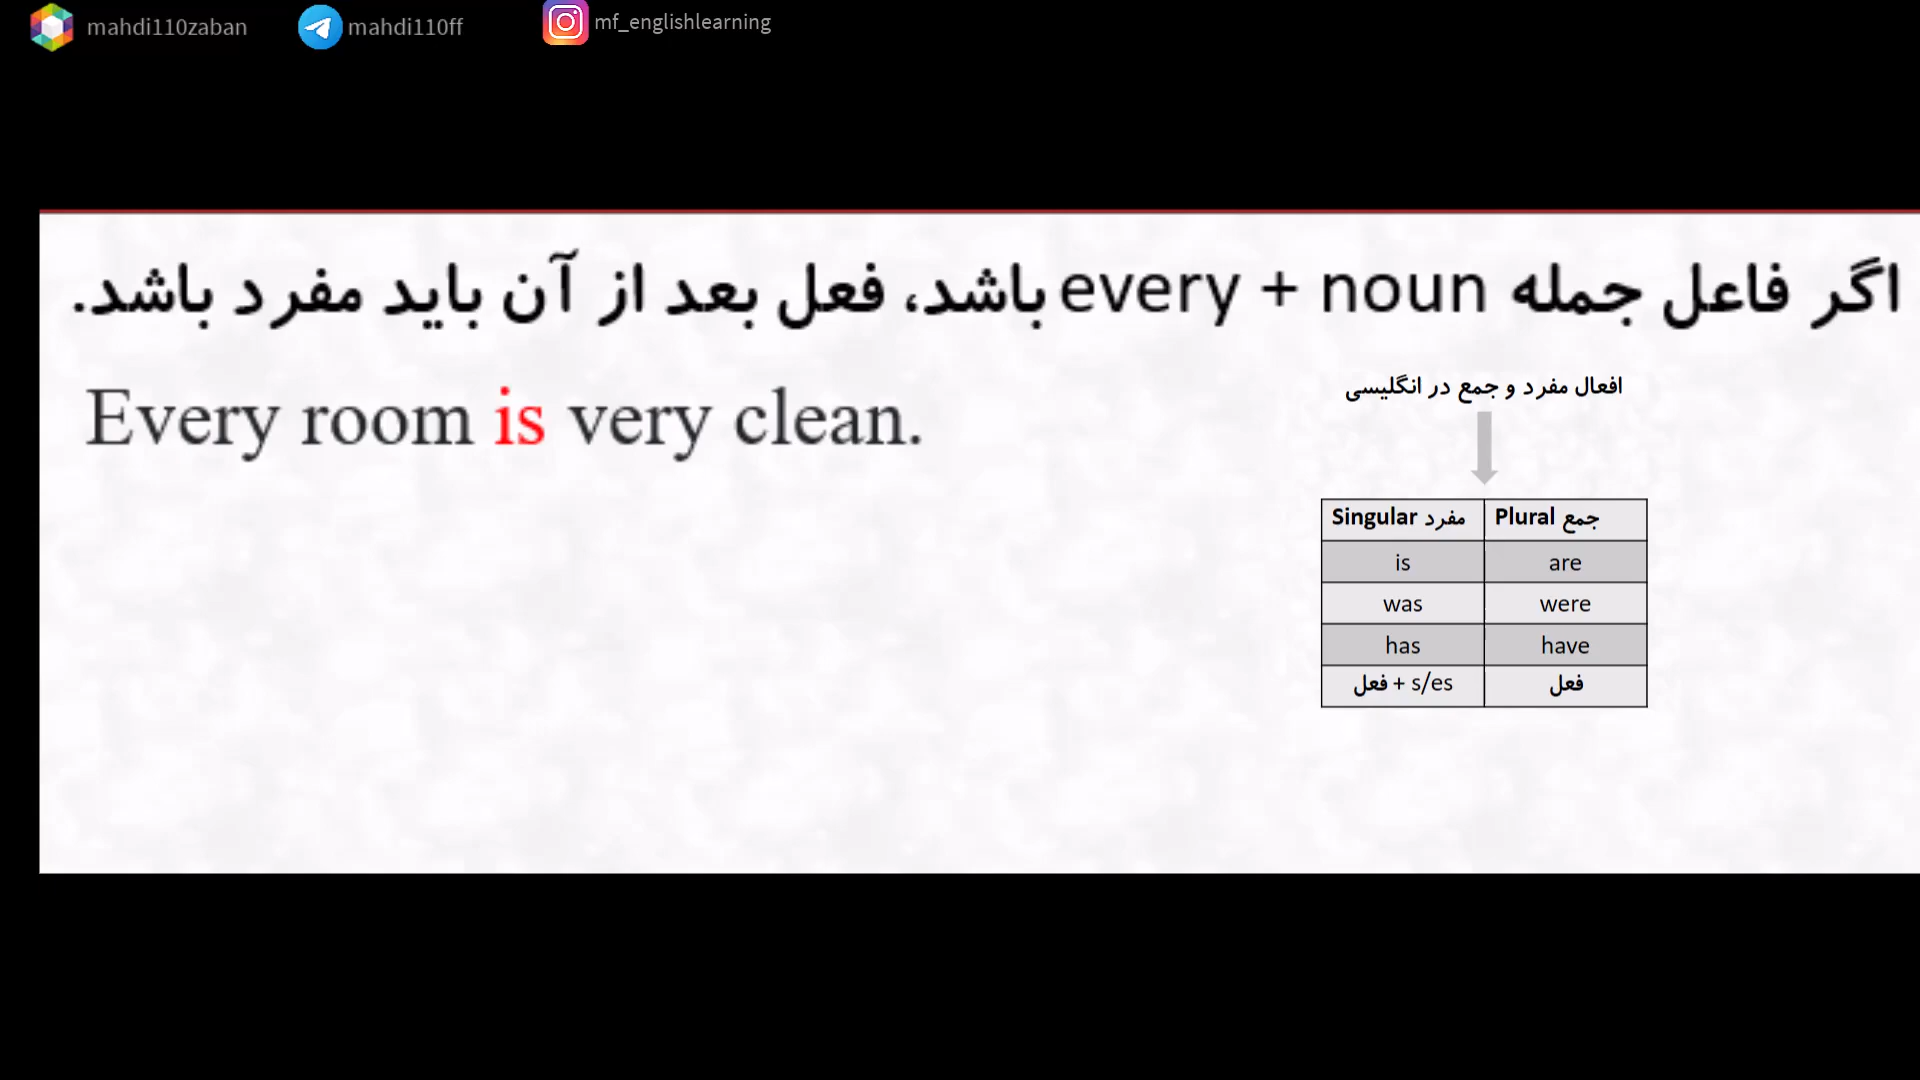 mahdi110zaban
mahdi110ff
mf_englishlearning
اگر فاعل جمله every + noun باشد، فعل بعد از آن باید مفرد باشد.
Every room is very clean.
افعال مفرد و جمع در انگلیسی
Singular مفرد Plural جمع
is are
was were
has have
فعل + s/es فعل